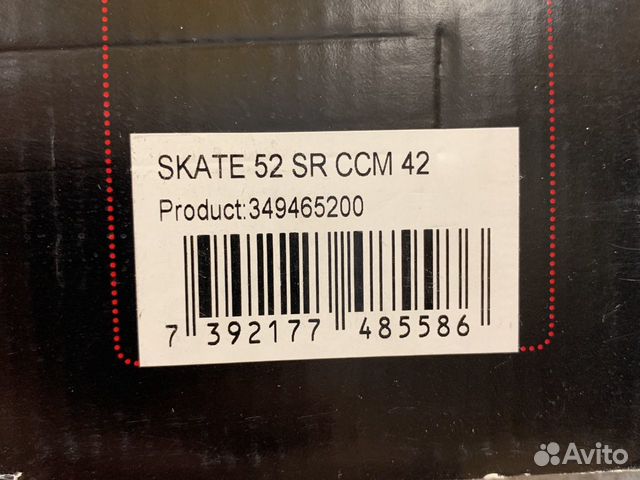 SKATE 52 SR CCM 42
Product:349465200
7 392177 485586
Avito